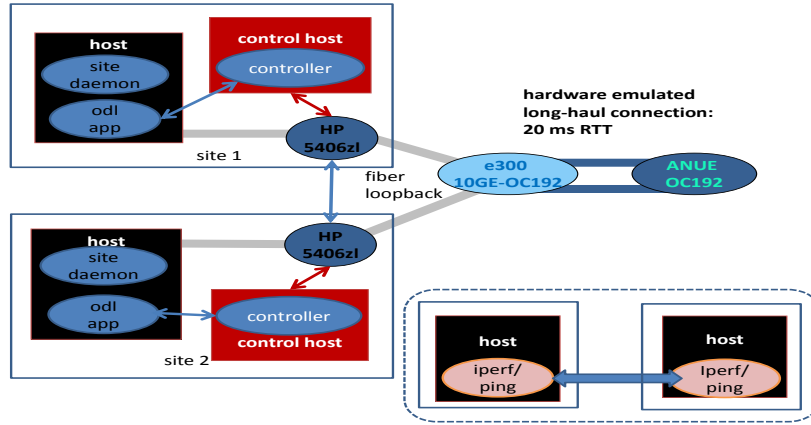 host
site
daemon
odl
app
control host
controller
HP
5406zl
site 1
fiber
loopback
hardware emulated
long-haul connection:
20 ms RTT
e300
10GE-OC192
ANUE
OC192
host
site
daemon
odl
app
HP
5406zl
controller
control host
site 2
host
iperf/
ping
host
Iperf/
ping